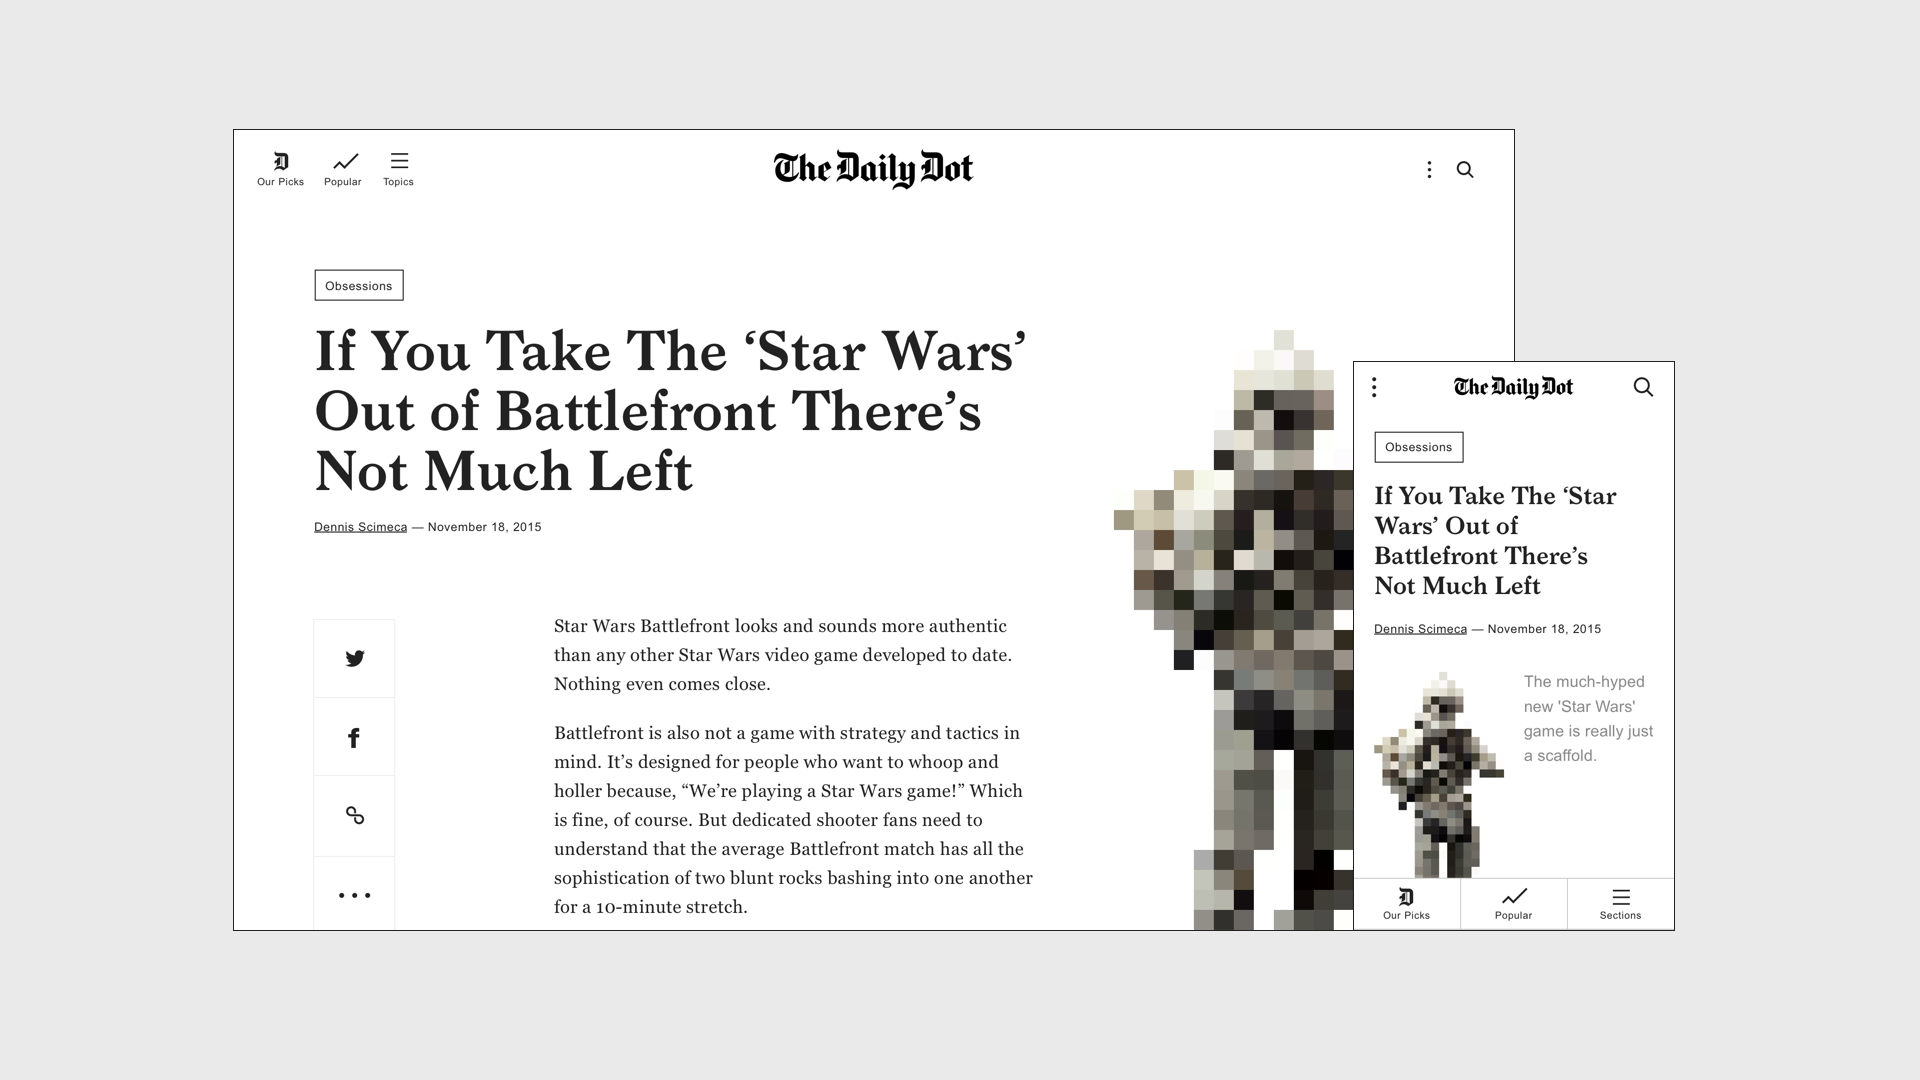 Our Picks
Popular
Topics
The Daily Dot
Obsessions
If You Take The ‘Star Wars’
Out of Battlefront There’s
Not Much Left
Dennis Scimeca — November 18, 2015
Star Wars Battlefront looks and sounds more authentic
than any other Star Wars video game developed to date.
Nothing even comes close.
Battlefront is also not a game with strategy and tactics in
mind. It’s designed for people who want to whoop and
holler because, “We’re playing a Star Wars game!” Which
is fine, of course. But dedicated shooter fans need to
understand that the average Battlefront match has all the
sophistication of two blunt rocks bashing into one another
for a 10-minute stretch.
The Daily Dot
Obsessions
If You Take The ‘Star
Wars’ Out of
Battlefront There’s
Not Much Left
Dennis Scimeca — November 18, 2015
The much-hyped
new 'Star Wars'
game is really just
a scaffold.
Our Picks
Popular
Sections